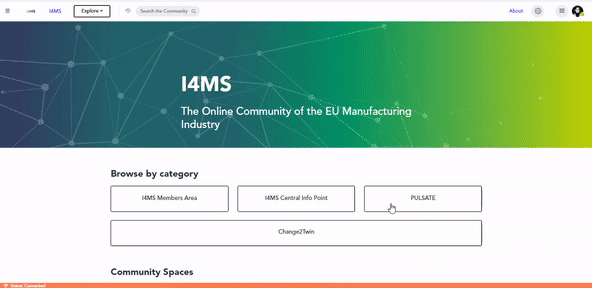 I4MS
Explore
Search the Community
About
I4MS
The Online Community of the EU Manufacturing
Industry
Browse by category
I4MS Members Area
I4MS Central Info Point
PULSATE
Change2Twin
Community Spaces